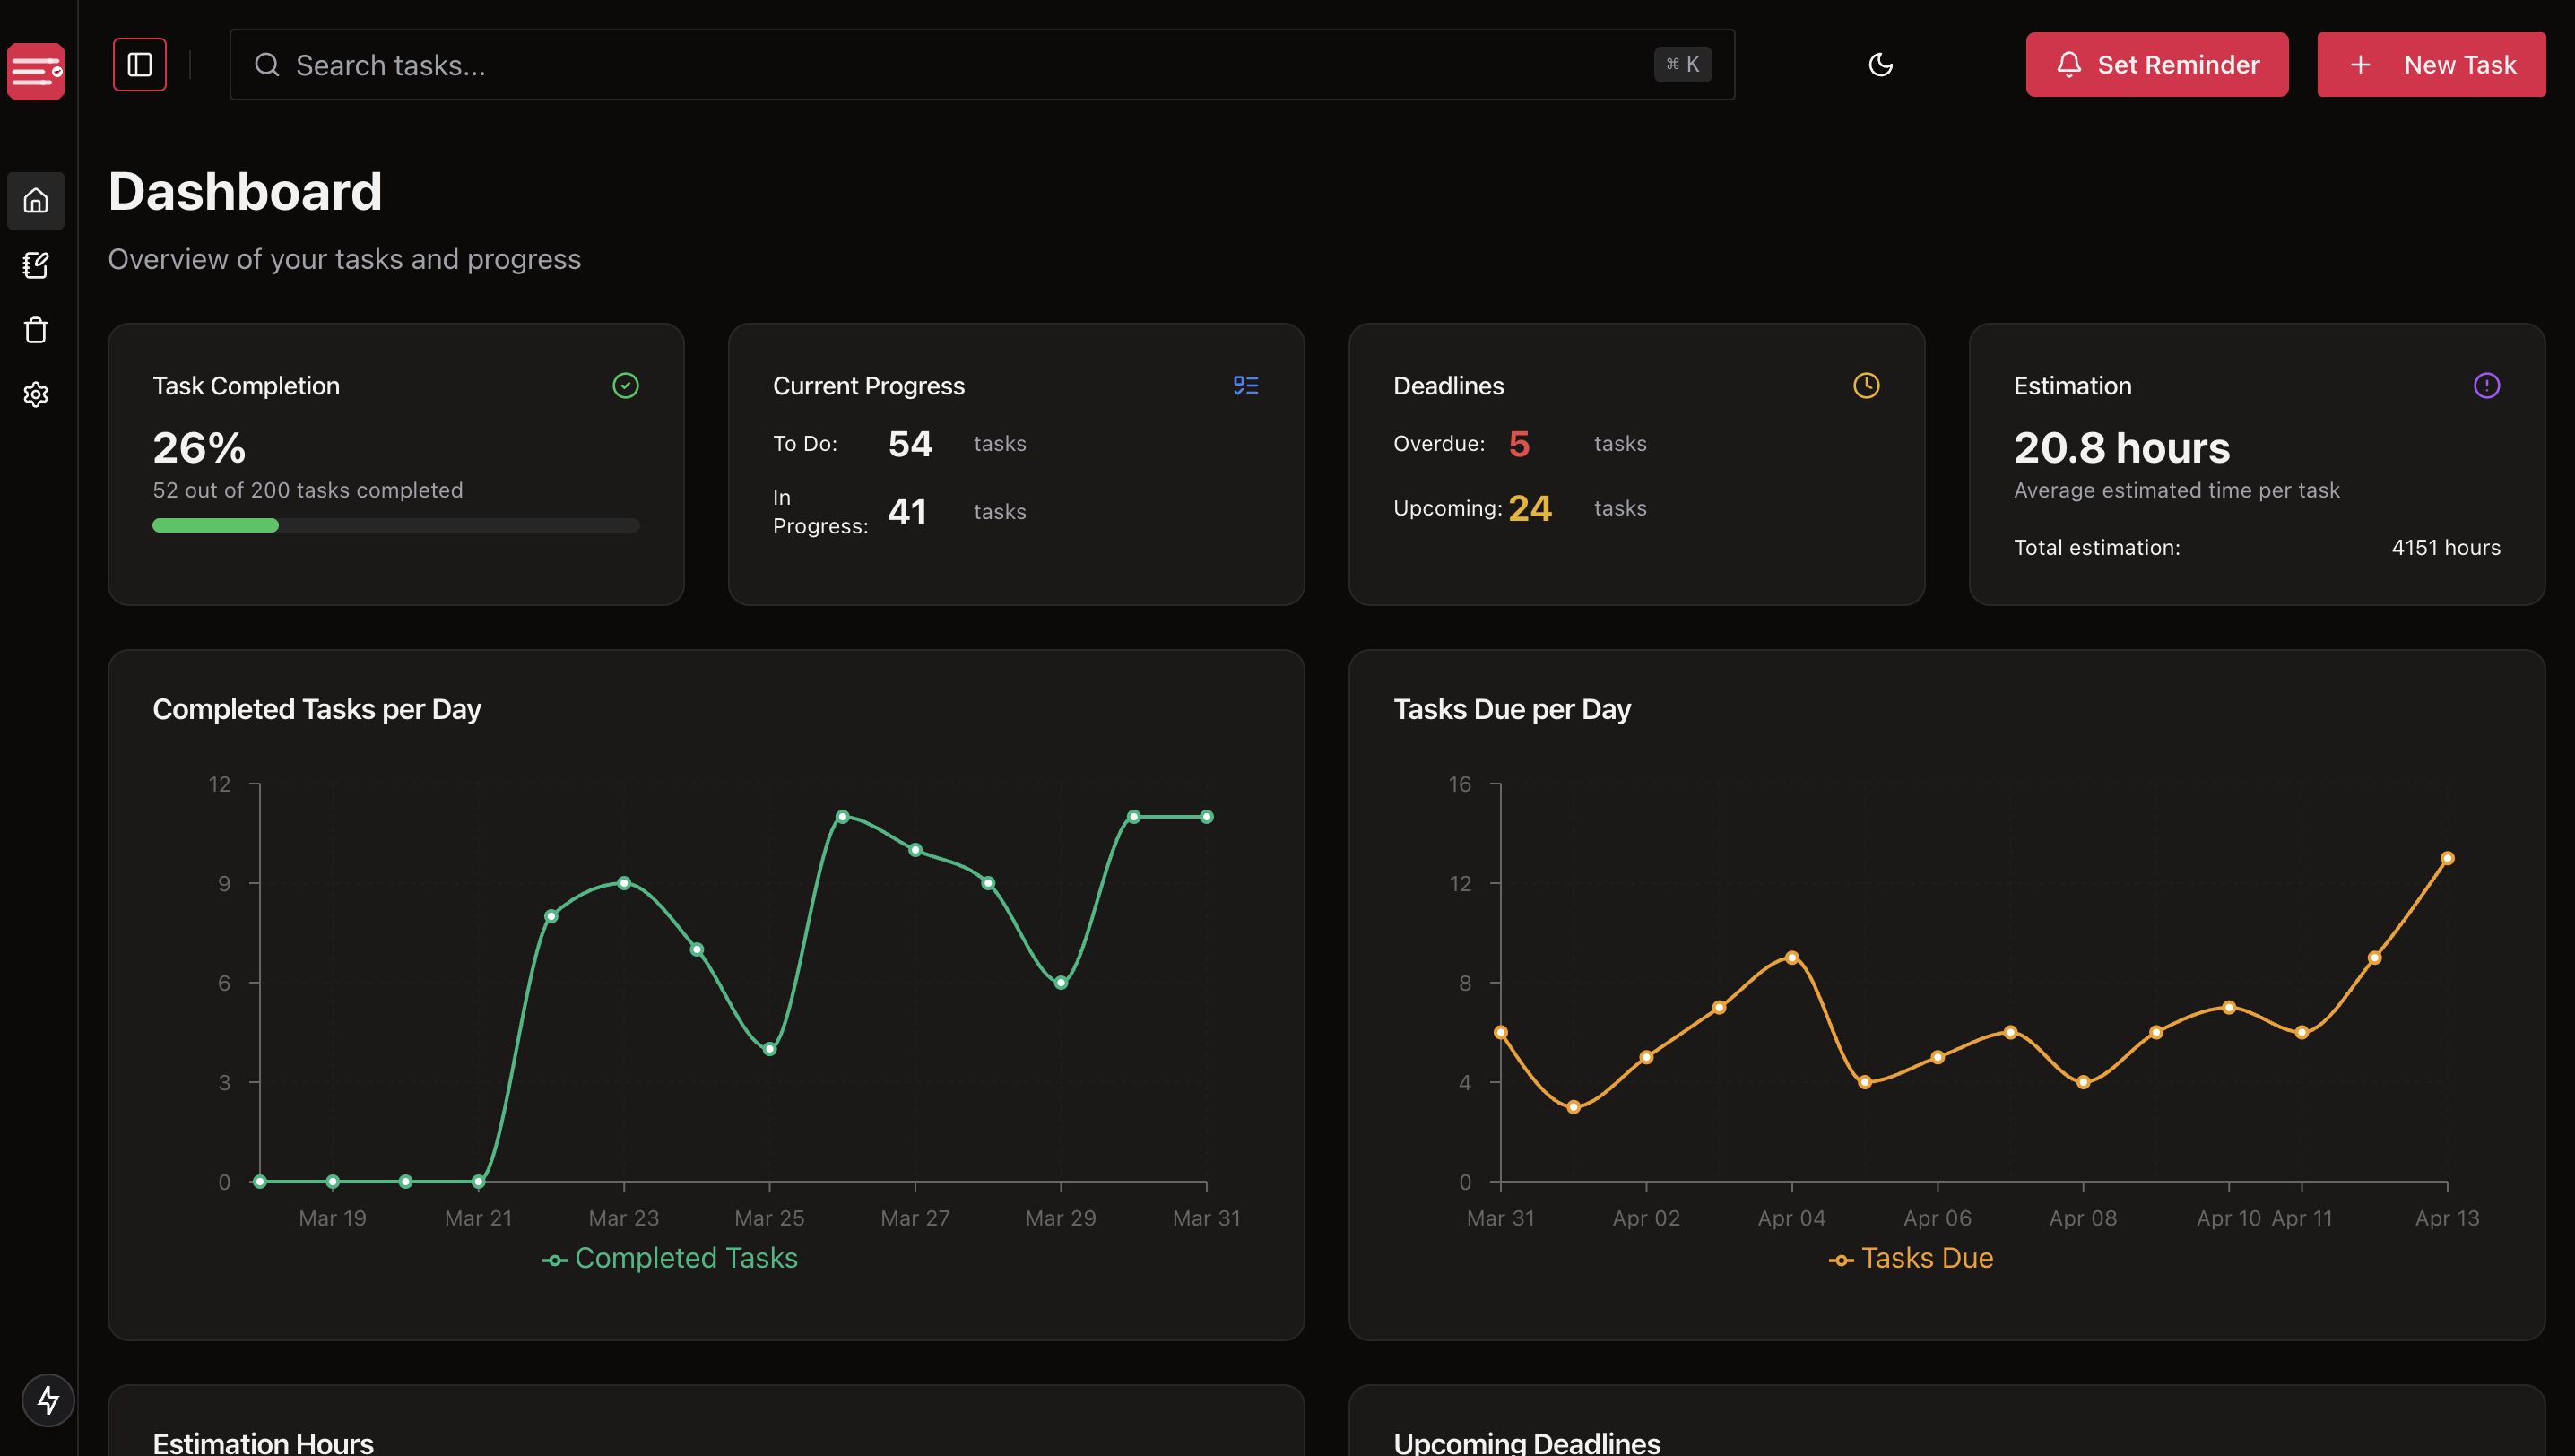 Search tasks...
⌘ K
Set Reminder
New Task
Dashboard
Overview of your tasks and progress
Task Completion
26%
52 out of 200 tasks completed
Current Progress
To Do: 54 tasks
In
Progress: 41 tasks
Deadlines
Overdue: 5 tasks
Upcoming: 24 tasks
Estimation
20.8 hours
Average estimated time per task
Total estimation: 4151 hours
Completed Tasks per Day
12
9
6
3
0
Mar 19 Mar 21 Mar 23 Mar 25 Mar 27 Mar 29 Mar 31
Completed Tasks
Tasks Due per Day
16
12
8
4
0
Mar 31 Apr 02 Apr 04 Apr 06 Apr 08 Apr 10 Apr 11 Apr 13
Tasks Due
Estimation Hours
Upcoming Deadlines